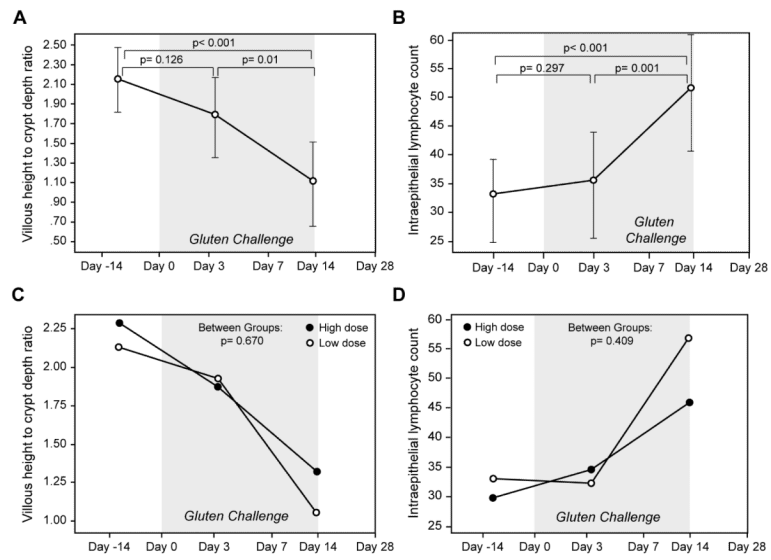 A
Villous height to crypt depth ratio
2.50
2.30
2.10
1.90
1.70
1.50
1.30
1.10
.90
.70
.50
p< 0.001
p= 0.126
p= 0.01
Gluten Challenge
Day -14
Day 0
Day 3
Day 7
Day 14
Day 28
B
Intraepithelial lymphocyte count
60
55
50
45
40
35
30
25
p< 0.001
p= 0.297
p= 0.001
Gluten
Challenge
Day -14
Day 0
Day 3
Day 7
Day 14
Day 28
C
Villous height to crypt depth ratio
2.25
2.00
1.75
1.50
1.25
1.00
Between Groups:
p= 0.670
High dose
Low dose
Gluten Challenge
Day -14
Day 0
Day 3
Day 7
Day 14
Day 28
D
Intraepithelial lymphocyte count
60
55
50
45
40
35
30
25
High dose
Low dose
Between Groups:
p= 0.409
Gluten Challenge
Day -14
Day 0
Day 3
Day 7
Day 14
Day 28